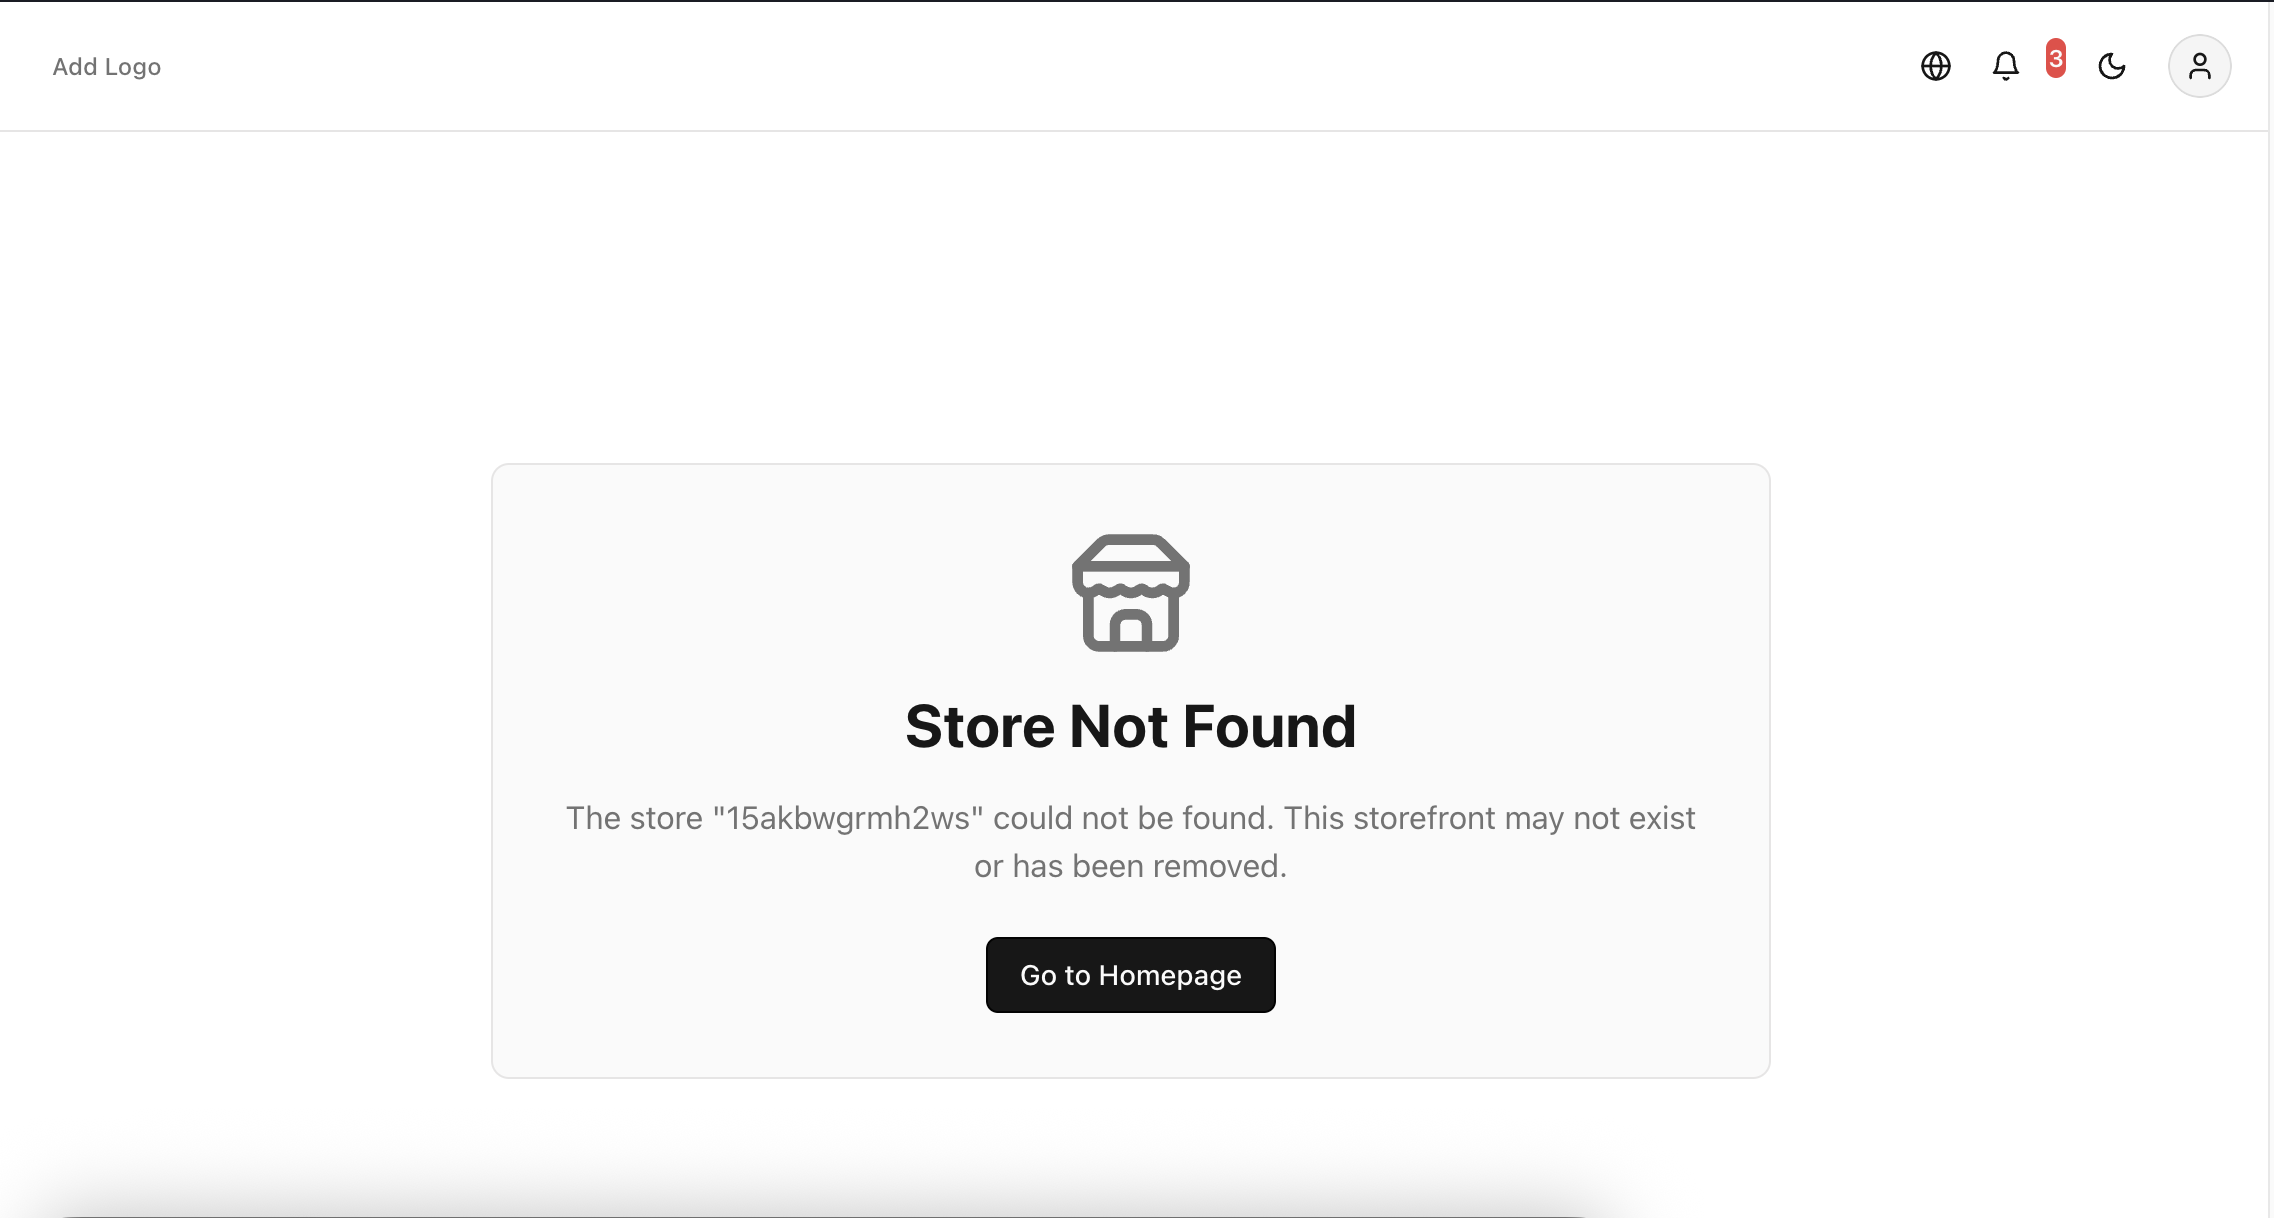 Add Logo
3
Store Not Found
The store "15akbwgrmh2ws" could not be found. This storefront may not exist
or has been removed.
Go to Homepage